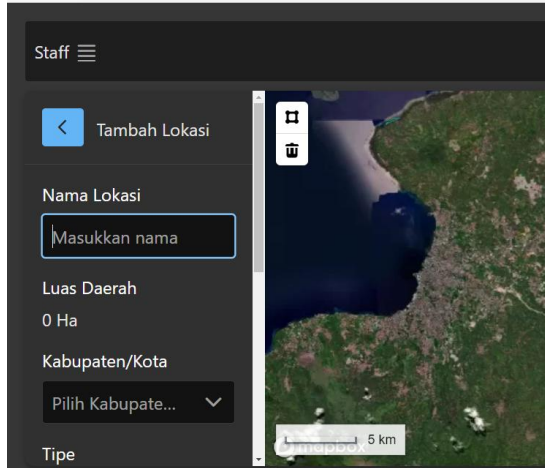 Staff
Tambah Lokasi
Nama Lokasi
Masukkan nama
Luas Daerah
0 Ha
Kabupaten/Kota
Pilih Kabupate...
Tipe
5 km
mapbox